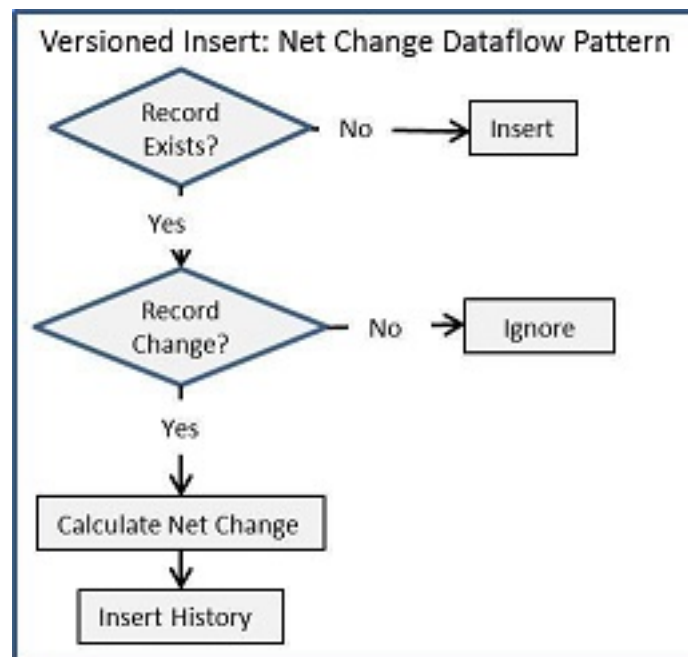 Versioned Insert: Net Change Dataflow Pattern
Record
Exists?
No
Insert
Yes
Record
Change?
No
Ignore
Yes
Calculate Net Change
Insert History